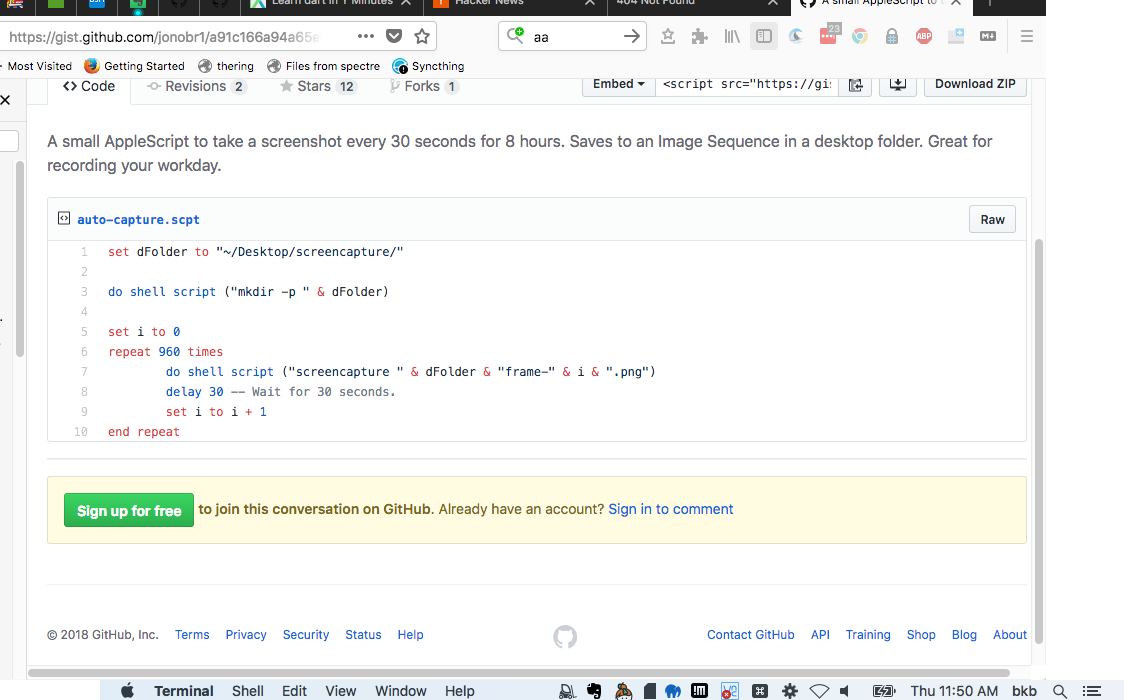 Learn dart in Y Minutes
Hacker News
404 Not Found
A small AppleScript to
https://gist.github.com/jonobr1/a91c166a94a65e
aa
23
ABP
Most Visited Getting Started thering Files from spectre Syncthing
Code Revisions 2 Stars 12 Forks 1
Embed <script src="https://gi Download ZIP
A small AppleScript to take a screenshot every 30 seconds for 8 hours. Saves to an Image Sequence in a desktop folder. Great for
recording your workday.
auto-capture.scpt Raw
1 set dFolder to "~/Desktop/screencapture/"
2
3 do shell script ("mkdir -p " & dFolder)
4
5 set i to 0
6 repeat 960 times
7 do shell script ("screencapture " & dFolder & "frame-" & i & ".png")
8 delay 30 -- Wait for 30 seconds.
9 set i to i + 1
10 end repeat
Sign up for free to join this conversation on GitHub. Already have an account? Sign in to comment
© 2018 GitHub, Inc. Terms Privacy Security Status Help
Contact GitHub API Training Shop Blog About
Terminal Shell Edit View Window Help Thu 11:50 AM bkb